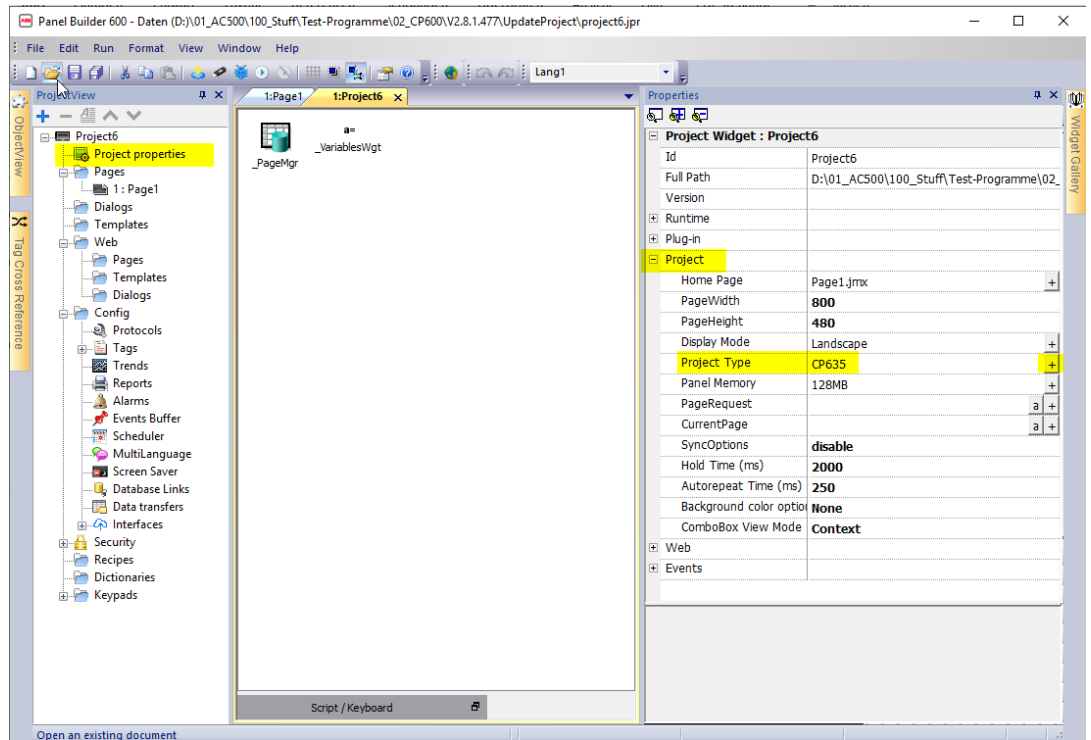 Panel Builder 600 - Daten (D:)\01_AC500\100_Stuff\Test-Programme\02_CP600\V2.8.1.477\UpdateProject\project6.jpr
File Edit Run Format View Window Help
Lang1
ProjectView
1:Page1
1:Project6
Properties
ObjectView
Tag Cross Reference
Widget Gallery
Project6
Project properties
Pages
1 : Page1
Dialogs
Templates
Web
Pages
Templates
Dialogs
Config
Protocols
Tags
Trends
Reports
Alarms
Events Buffer
Scheduler
MultiLanguage
Screen Saver
Database Links
Data transfers
Interfaces
Security
Recipes
Dictionaries
Keypads
_PageMgr
a=
_VariablesWgt
Script / Keyboard
Project Widget : Project6
Id Project6
Full Path D:\01_AC500\100_Stuff\Test-Programme\02_
Version
Runtime
Plug-in
Project
Home Page Page1.jmx +
PageWidth 800
PageHeight 480
Display Mode Landscape +
Project Type CP635 +
Panel Memory 128MB +
PageRequest a +
CurrentPage a +
SyncOptions disable
Hold Time (ms) 2000
Autorepeat Time (ms) 250
Background color optio None
ComboBox View Mode Context
Web
Events
Open an existing document